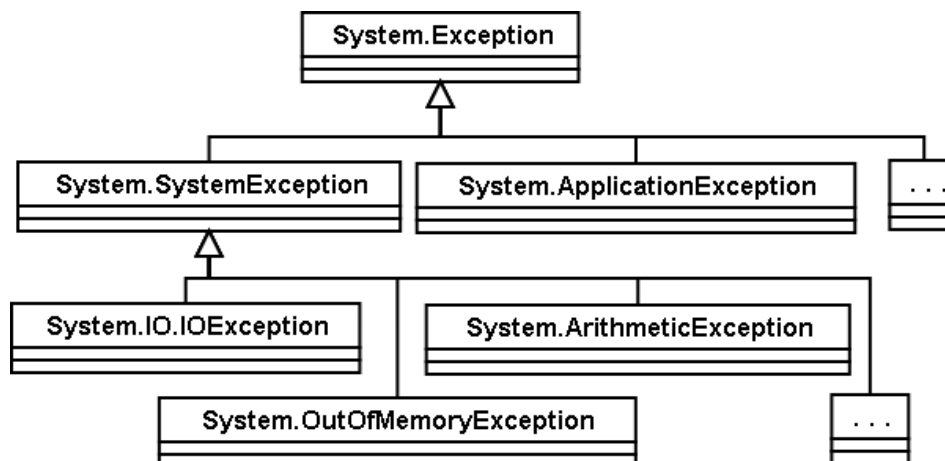 System.Exception
System.SystemException
System.ApplicationException
. . .
System.IO.IOException
System.ArithmeticException
System.OutOfMemoryException
. . .